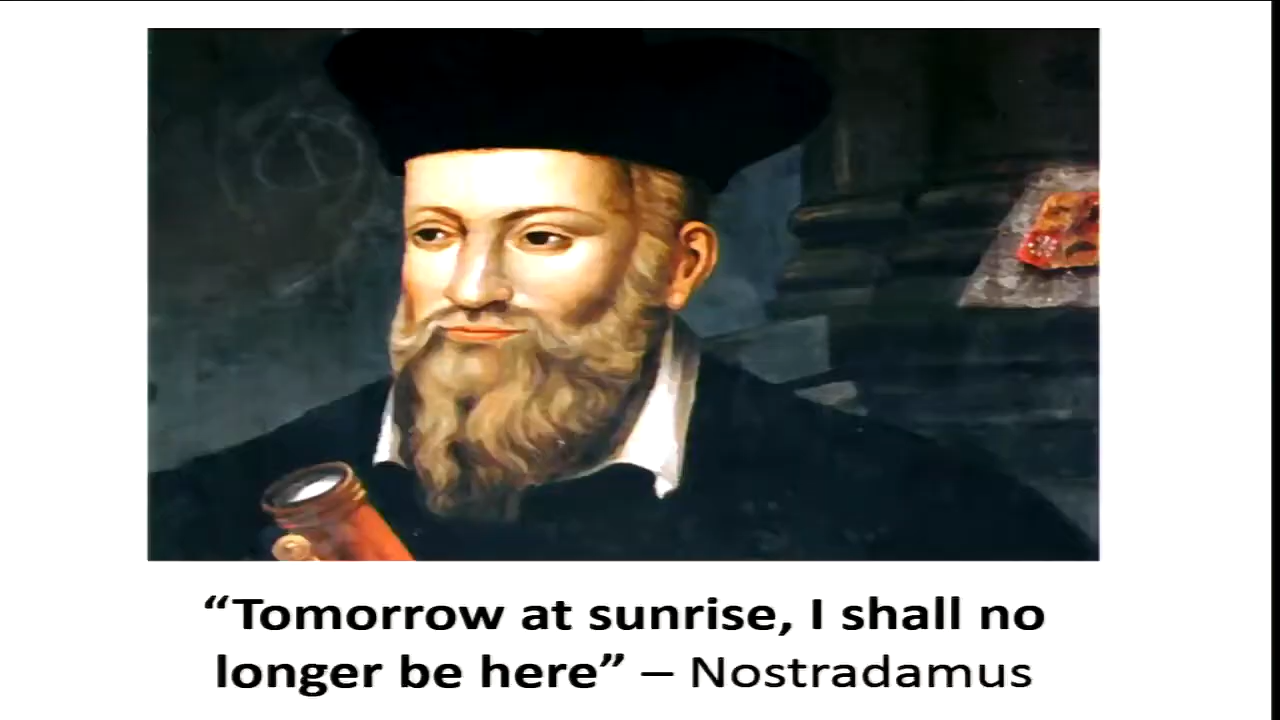 “Tomorrow at sunrise, I shall no
longer be here” – Nostradamus